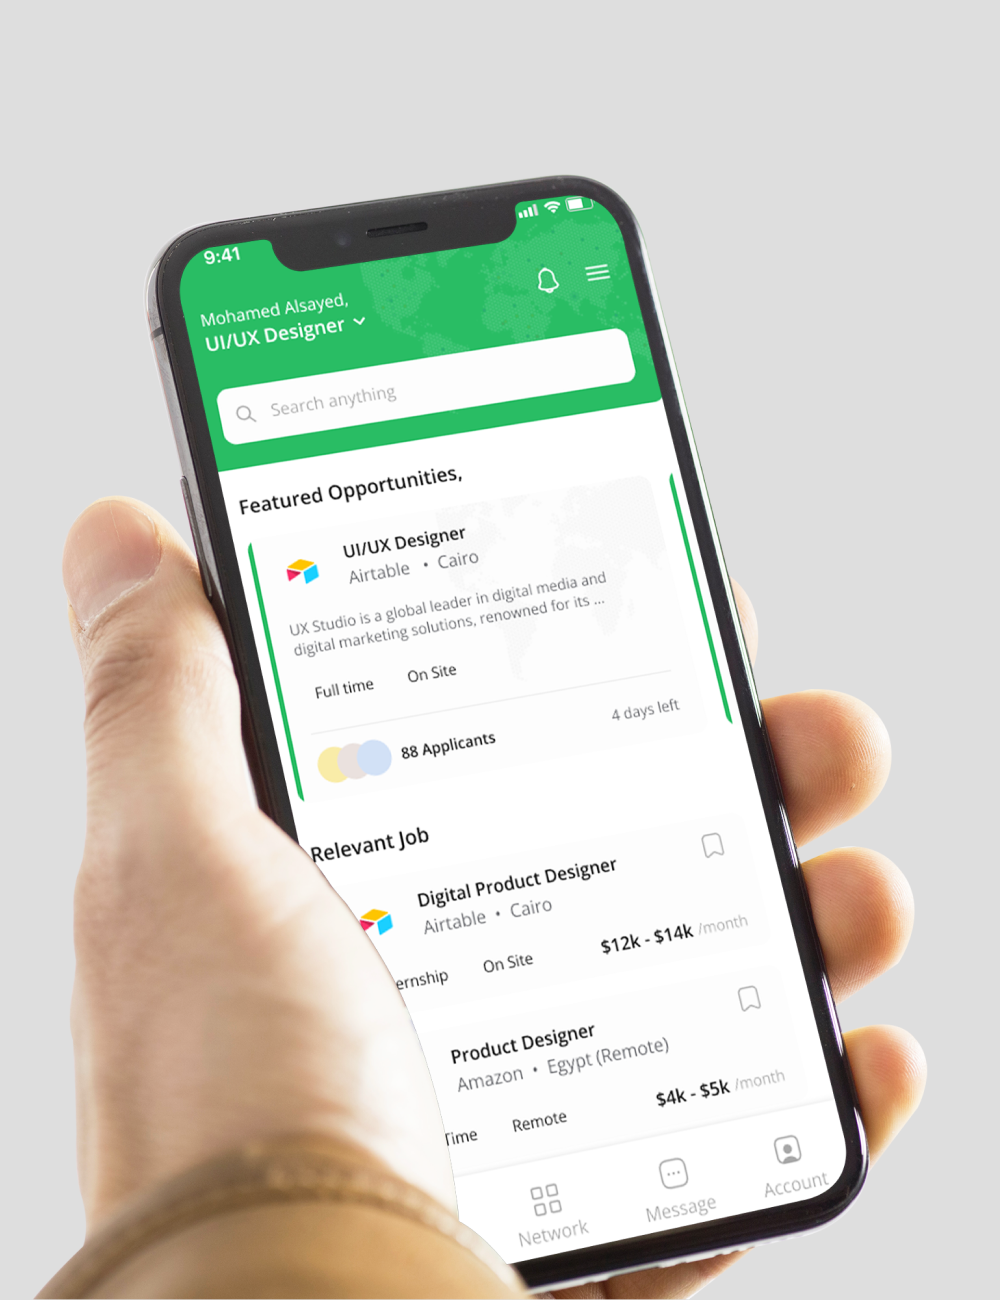 9:41
Mohamed Alsayed,
UI/UX Designer
Search anything
Featured Opportunities,
UI/UX Designer
Airtable • Cairo
UX Studio is a global leader in digital media and
digital marketing solutions, renowned for its ...
Full time On Site
88 Applicants 4 days left
Relevant Job
Digital Product Designer
Airtable • Cairo
ernship On Site $12k - $14k /month
Product Designer
Amazon • Egypt (Remote)
Time Remote $4k - $5k /month
Network Message Account